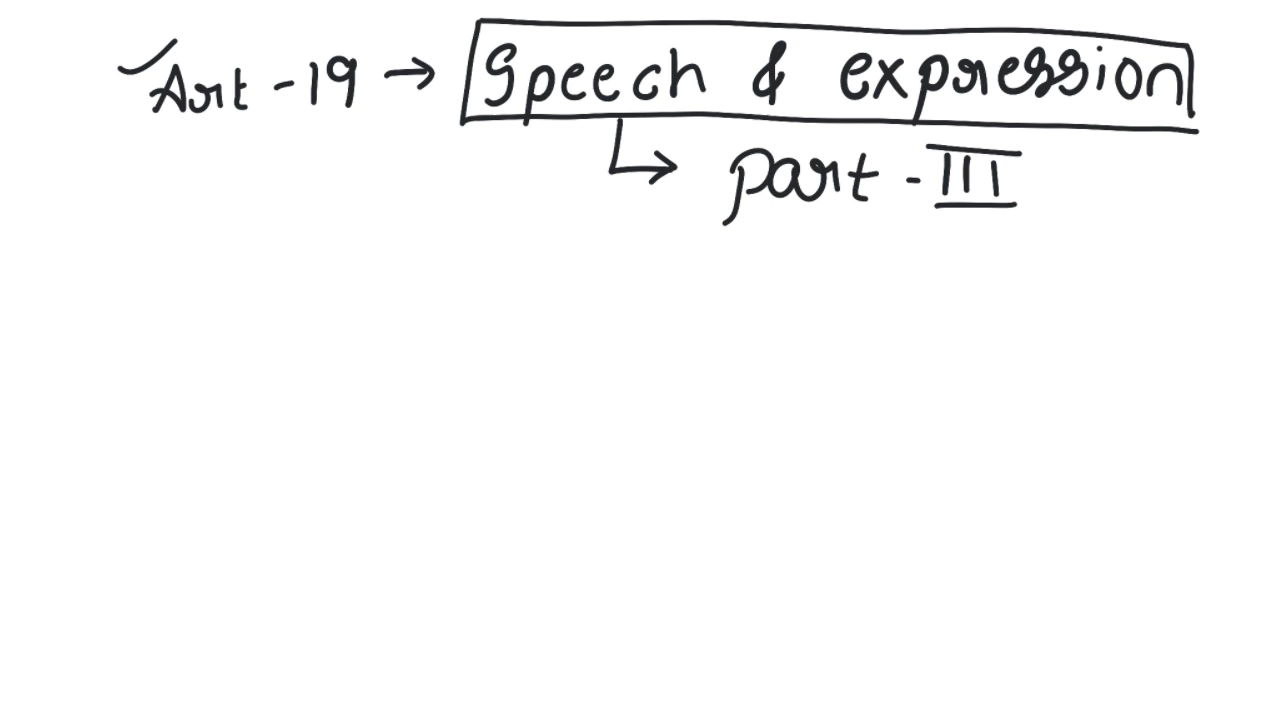 Art - 19 → Speech & expression
↳ part - III